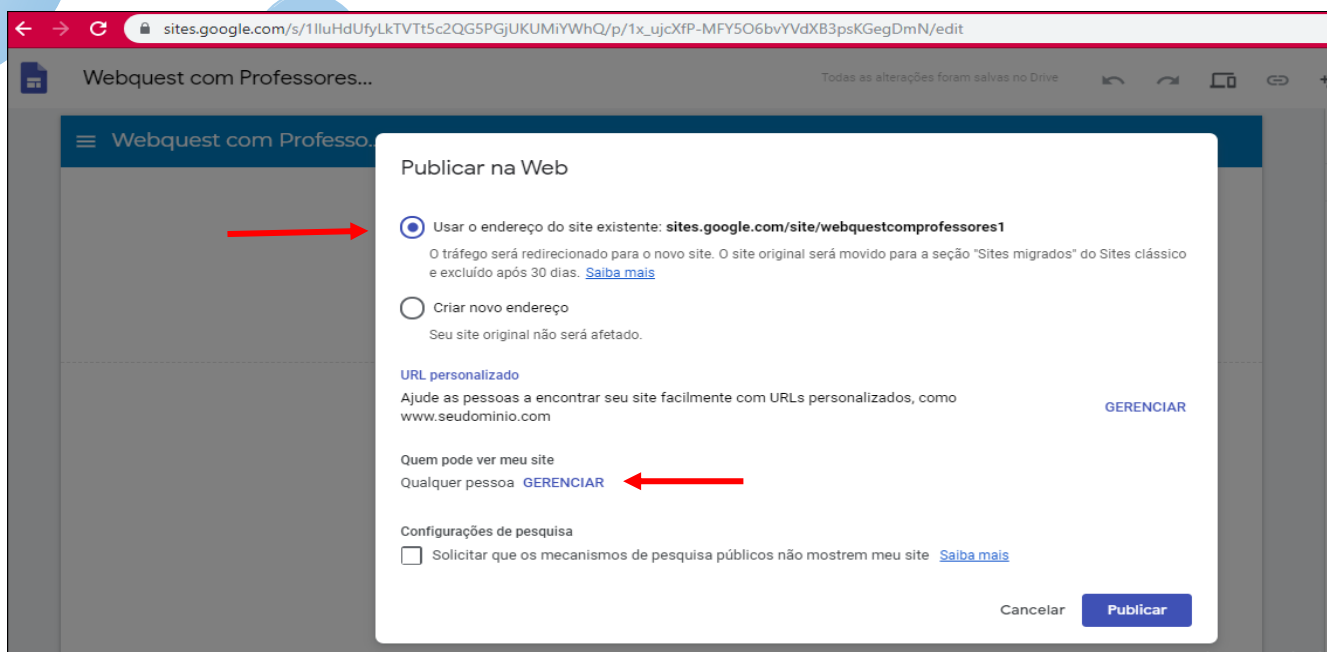 sites.google.com/s/1IluHdUfyLkTVTt5c2QG5PGjUKUMiYWhQ/p/1x_ujcXfP-MFY5O6bvYVdXB3psKGegDmN/edit
Webquest com Professores...
Todas as alterações foram salvas no Drive
Webquest com Professo...
Publicar na Web
Usar o endereço do site existente: sites.google.com/site/webquestcomprofessores1
O tráfego será redirecionado para o novo site. O site original será movido para a seção "Sites migrados" do Sites clássico
e excluído após 30 dias. Saiba mais
Criar novo endereço
Seu site original não será afetado.
URL personalizado
Ajude as pessoas a encontrar seu site facilmente com URLs personalizados, como
www.seudominio.com
GERENCIAR
Quem pode ver meu site
Qualquer pessoa GERENCIAR
Configurações de pesquisa
Solicitar que os mecanismos de pesquisa públicos não mostrem meu site Saiba mais
Cancelar Publicar